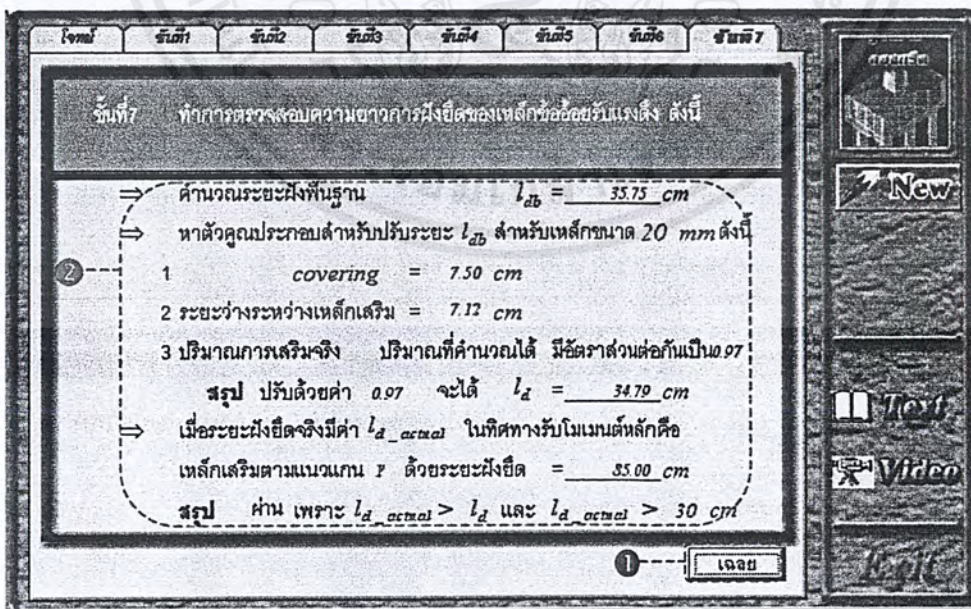 โจทย์ ขั้นที่1 ขั้นที่2 ขั้นที่3 ขั้นที่4 ขั้นที่5 ขั้นที่6 ขั้นที่7
ขั้นที่7 ทำการตรวจสอบความยาวการฝังยึดของเหล็กข้ออ้อยรับแรงดึง ดังนี้
⇒ คำนวณระยะฝังพื้นฐาน l_db = 35.75 cm
⇒ หาตัวคูณประกอบสำหรับปรับระยะ l_db สำหรับเหล็กขนาด 20 mm ดังนี้
2
1 covering = 7.50 cm
2 ระยะว่างระหว่างเหล็กเสริม = 7.12 cm
3 ปริมาณการเสริมจริง ปริมาณที่คำนวณได้ มีอัตราส่วนต่อกันเป็น 0.97
สรุป ปรับด้วยค่า 0.97 จะได้ l_d = 34.79 cm
⇒ เมื่อระยะฝังยึดจริงมีค่า l_d_actual ในทิศทางรับโมเมนต์หลักคือ
เหล็กเสริมตามแนวแกน Y ด้วยระยะฝังยึด = 85.00 cm
สรุป ผ่าน เพราะ l_d_actual > l_d และ l_d_actual > 30 cm
1 เฉลย
คอนกรีต
New
Text
Video
Exit